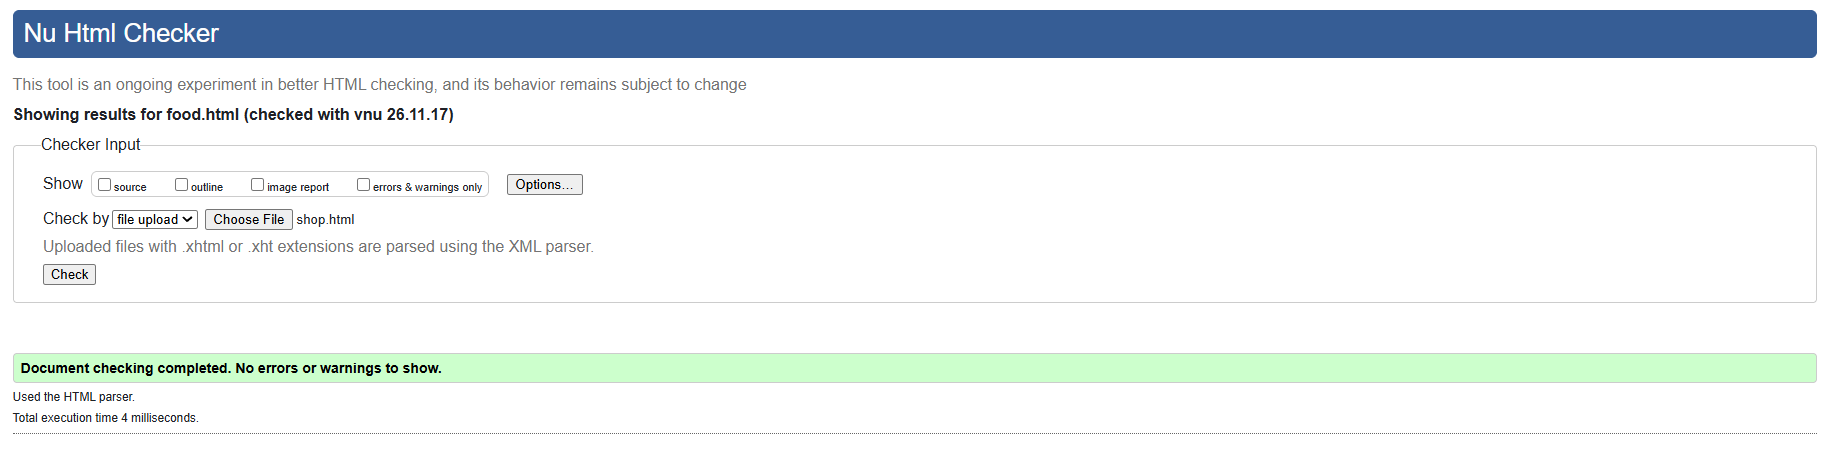 Nu Html Checker
This tool is an ongoing experiment in better HTML checking, and its behavior remains subject to change
Showing results for food.html (checked with vnu 26.11.17)
Checker Input
Show source outline image report errors & warnings only Options...
Check by file upload Choose File shop.html
Uploaded files with .xhtml or .xht extensions are parsed using the XML parser.
Check
Document checking completed. No errors or warnings to show.
Used the HTML parser.
Total execution time 4 milliseconds.